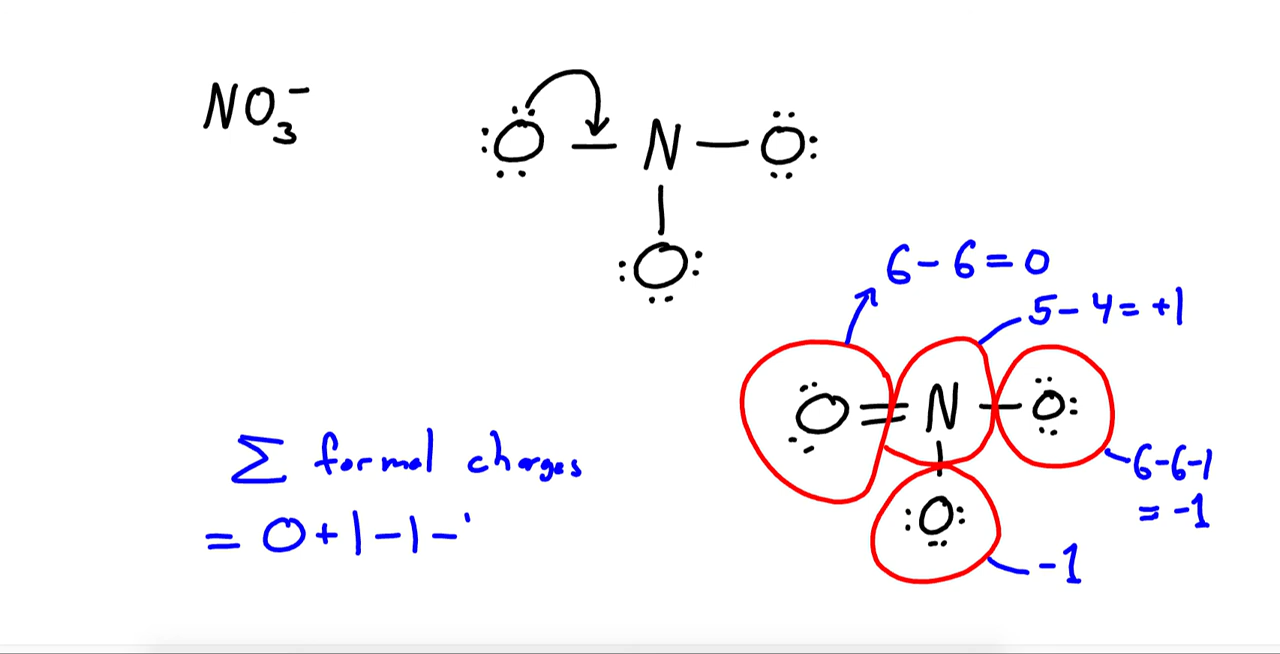 NO₃⁻
:Ö – N – Ö:
|
:O:
6 - 6 = 0
5 - 4 = +1
Ö = N – Ö:
|
:O:
6-6-1
= -1
-1
Σ formal charges
= 0+1-1-